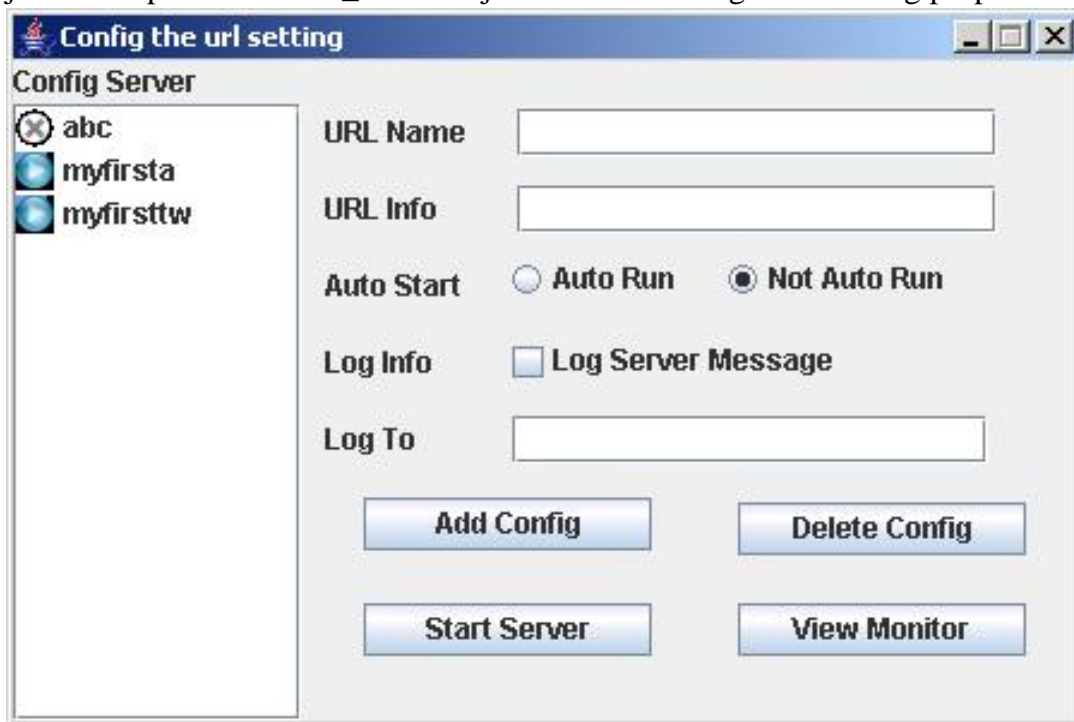 Config the url setting
Config Server
abc
myfirsta
myfirsttw
URL Name
URL Info
Auto Start Auto Run Not Auto Run
Log Info Log Server Message
Log To
Add Config Delete Config
Start Server View Monitor